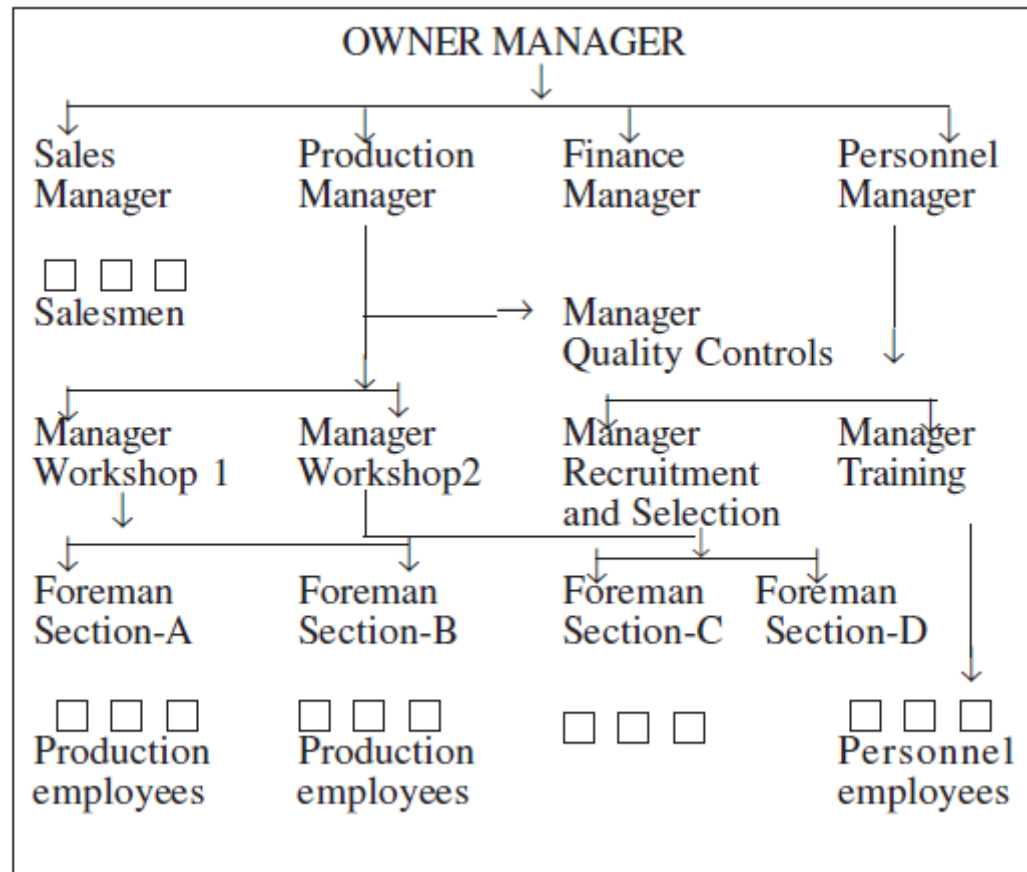 OWNER MANAGER
Sales Manager
Production Manager
Finance Manager
Personnel Manager
Salesmen
Manager Quality Controls
Manager Workshop 1
Manager Workshop2
Manager Recruitment and Selection
Manager Training
Foreman Section-A
Foreman Section-B
Foreman Section-C
Foreman Section-D
Production employees
Production employees
Personnel employees